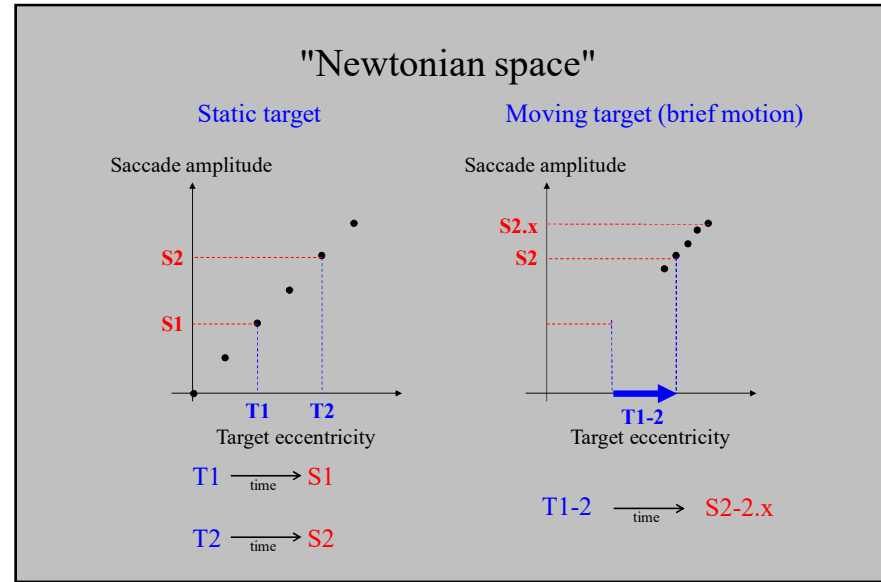 "Newtonian space"
Static target
Saccade amplitude
S2
S1
T1 T2
Target eccentricity
T1 time S1
T2 time S2
Moving target (brief motion)
Saccade amplitude
S2.x
S2
T1-2
Target eccentricity
T1-2 time S2-2.x